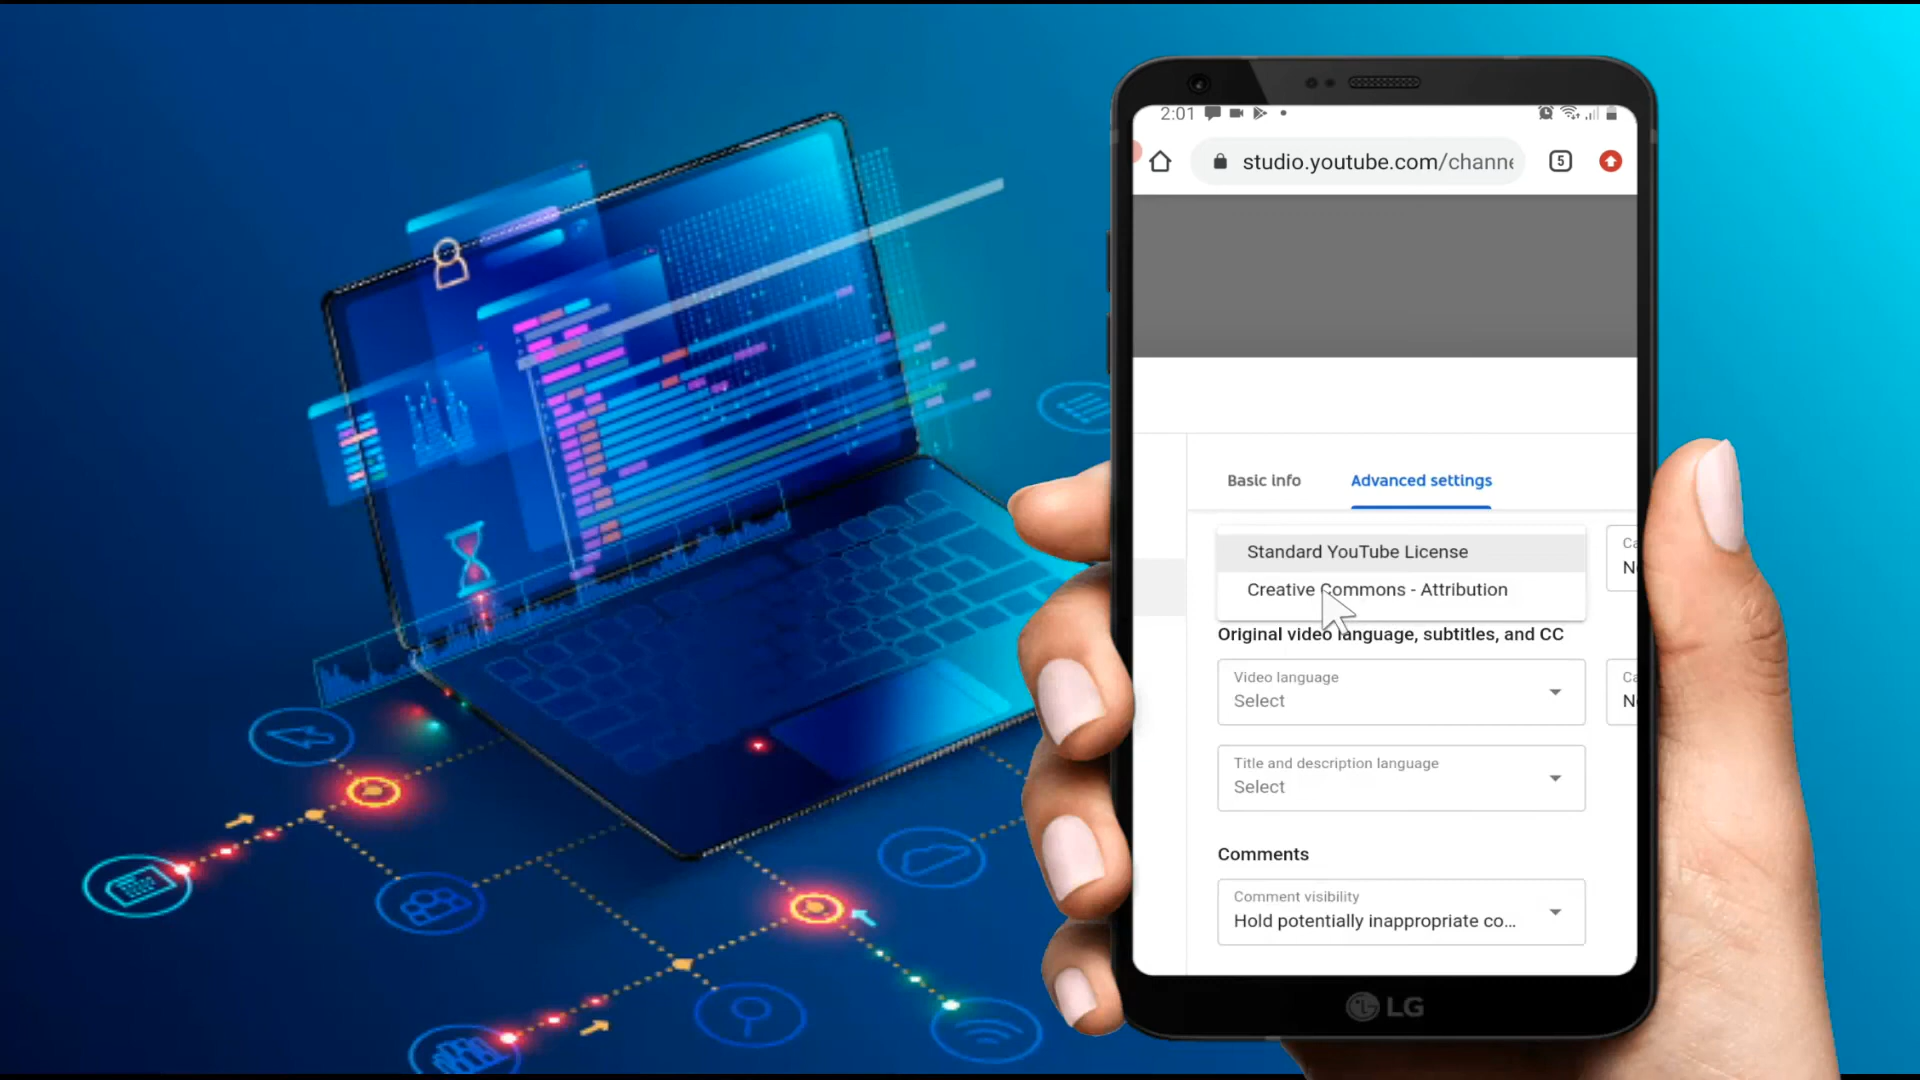 2:01
studio.youtube.com/channe
5
Basic info
Advanced settings
Standard YouTube License
Creative Commons - Attribution
Ca
N
Original video language, subtitles, and CC
Video language
Select
Ca
N
Title and description language
Select
Comments
Comment visibility
Hold potentially inappropriate co...
LG